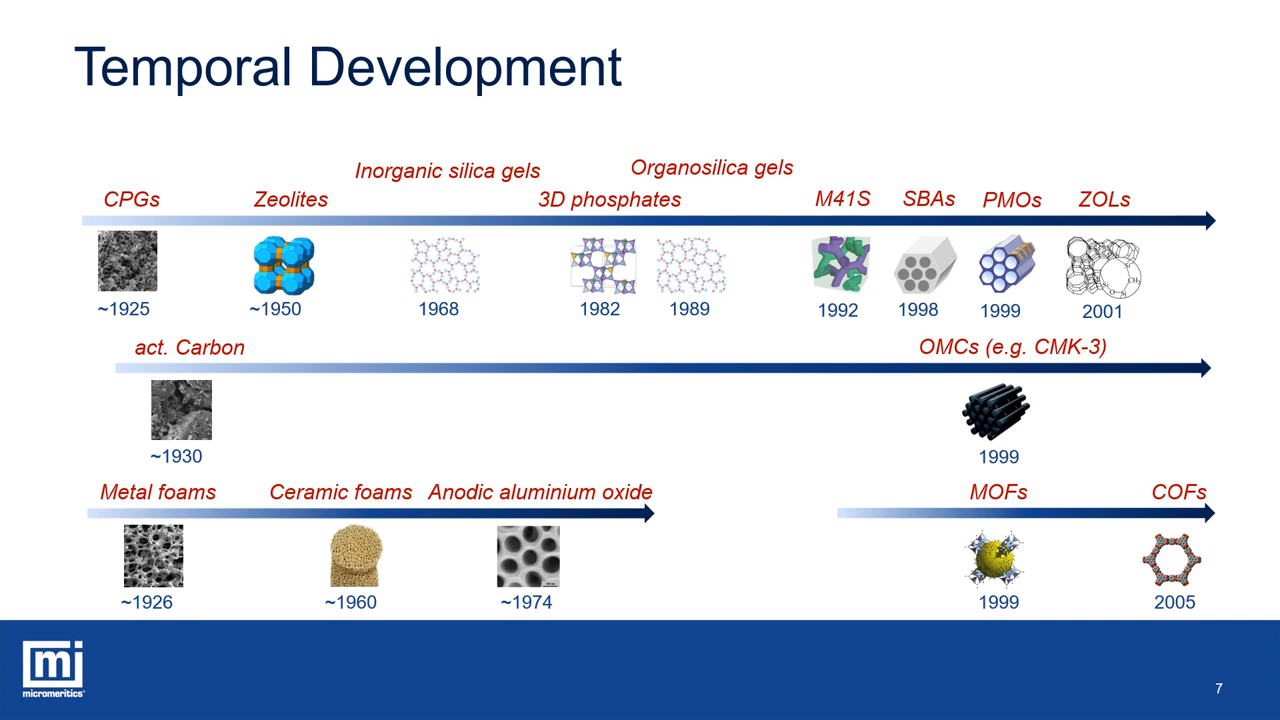 Temporal Development
Inorganic silica gels
Organosilica gels
CPGs
Zeolites
3D phosphates
M41S
SBAs
PMOs
ZOLs
~1925
~1950
1968
1982
1989
1992
1998
1999
2001
act. Carbon
OMCs (e.g. CMK-3)
~1930
1999
Metal foams
Ceramic foams
Anodic aluminium oxide
MOFs
COFs
~1926
~1960
~1974
1999
2005
mi
micromeritics®
7